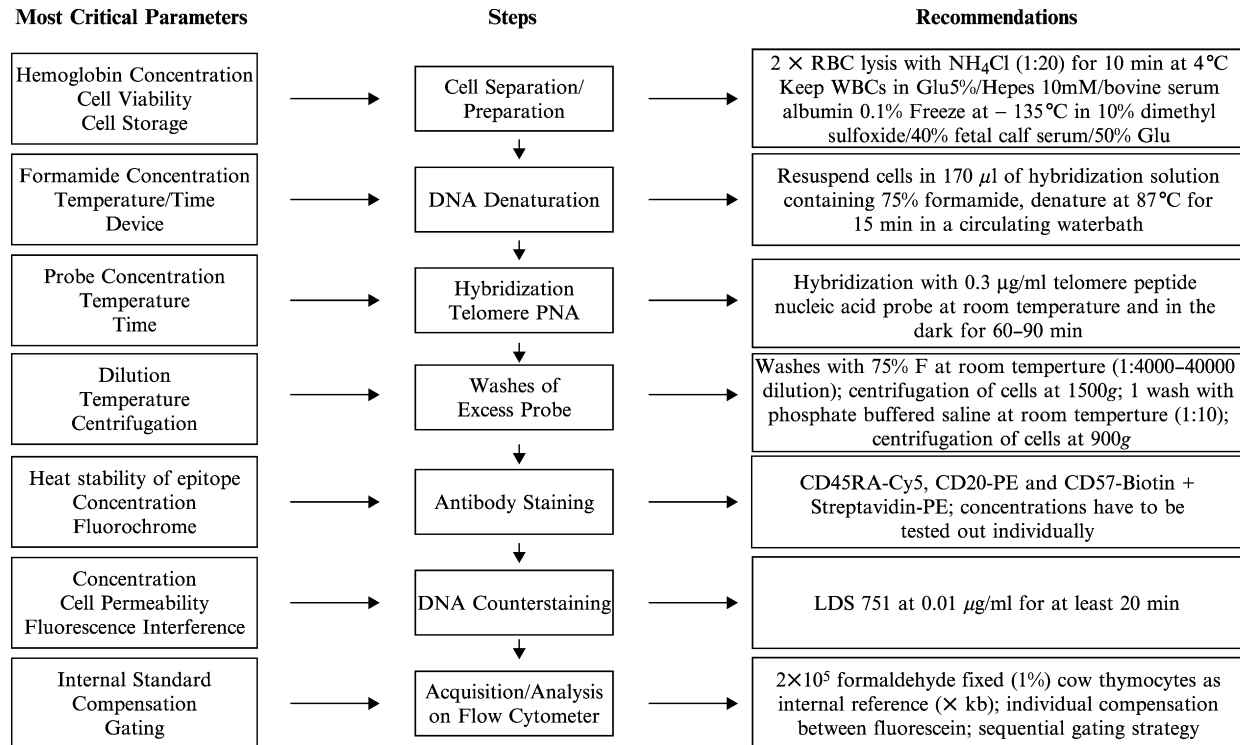 Most Critical Parameters
Steps
Recommendations
Hemoglobin Concentration
Cell Viability
Cell Storage
Cell Separation/
Preparation
2 × RBC lysis with NH₄Cl (1:20) for 10 min at 4°C
Keep WBCs in Glu5%/Hepes 10mM/bovine serum
albumin 0.1% Freeze at – 135°C in 10% dimethyl
sulfoxide/40% fetal calf serum/50% Glu
Formamide Concentration
Temperature/Time
Device
DNA Denaturation
Resuspend cells in 170 μl of hybridization solution
containing 75% formamide, denature at 87°C for
15 min in a circulating waterbath
Probe Concentration
Temperature
Time
Hybridization
Telomere PNA
Hybridization with 0.3 μg/ml telomere peptide
nucleic acid probe at room temperature and in the
dark for 60–90 min
Dilution
Temperature
Centrifugation
Washes of
Excess Probe
Washes with 75% F at room temperture (1:4000–40000
dilution); centrifugation of cells at 1500g; 1 wash with
phosphate buffered saline at room temperture (1:10);
centrifugation of cells at 900g
Heat stability of epitope
Concentration
Fluorochrome
Antibody Staining
CD45RA-Cy5, CD20-PE and CD57-Biotin +
Streptavidin-PE; concentrations have to be
tested out individually
Concentration
Cell Permeability
Fluorescence Interference
DNA Counterstaining
LDS 751 at 0.01 μg/ml for at least 20 min
Internal Standard
Compensation
Gating
Acquisition/Analysis
on Flow Cytometer
2×10⁵ formaldehyde fixed (1%) cow thymocytes as
internal reference (× kb); individual compensation
between fluorescein; sequential gating strategy